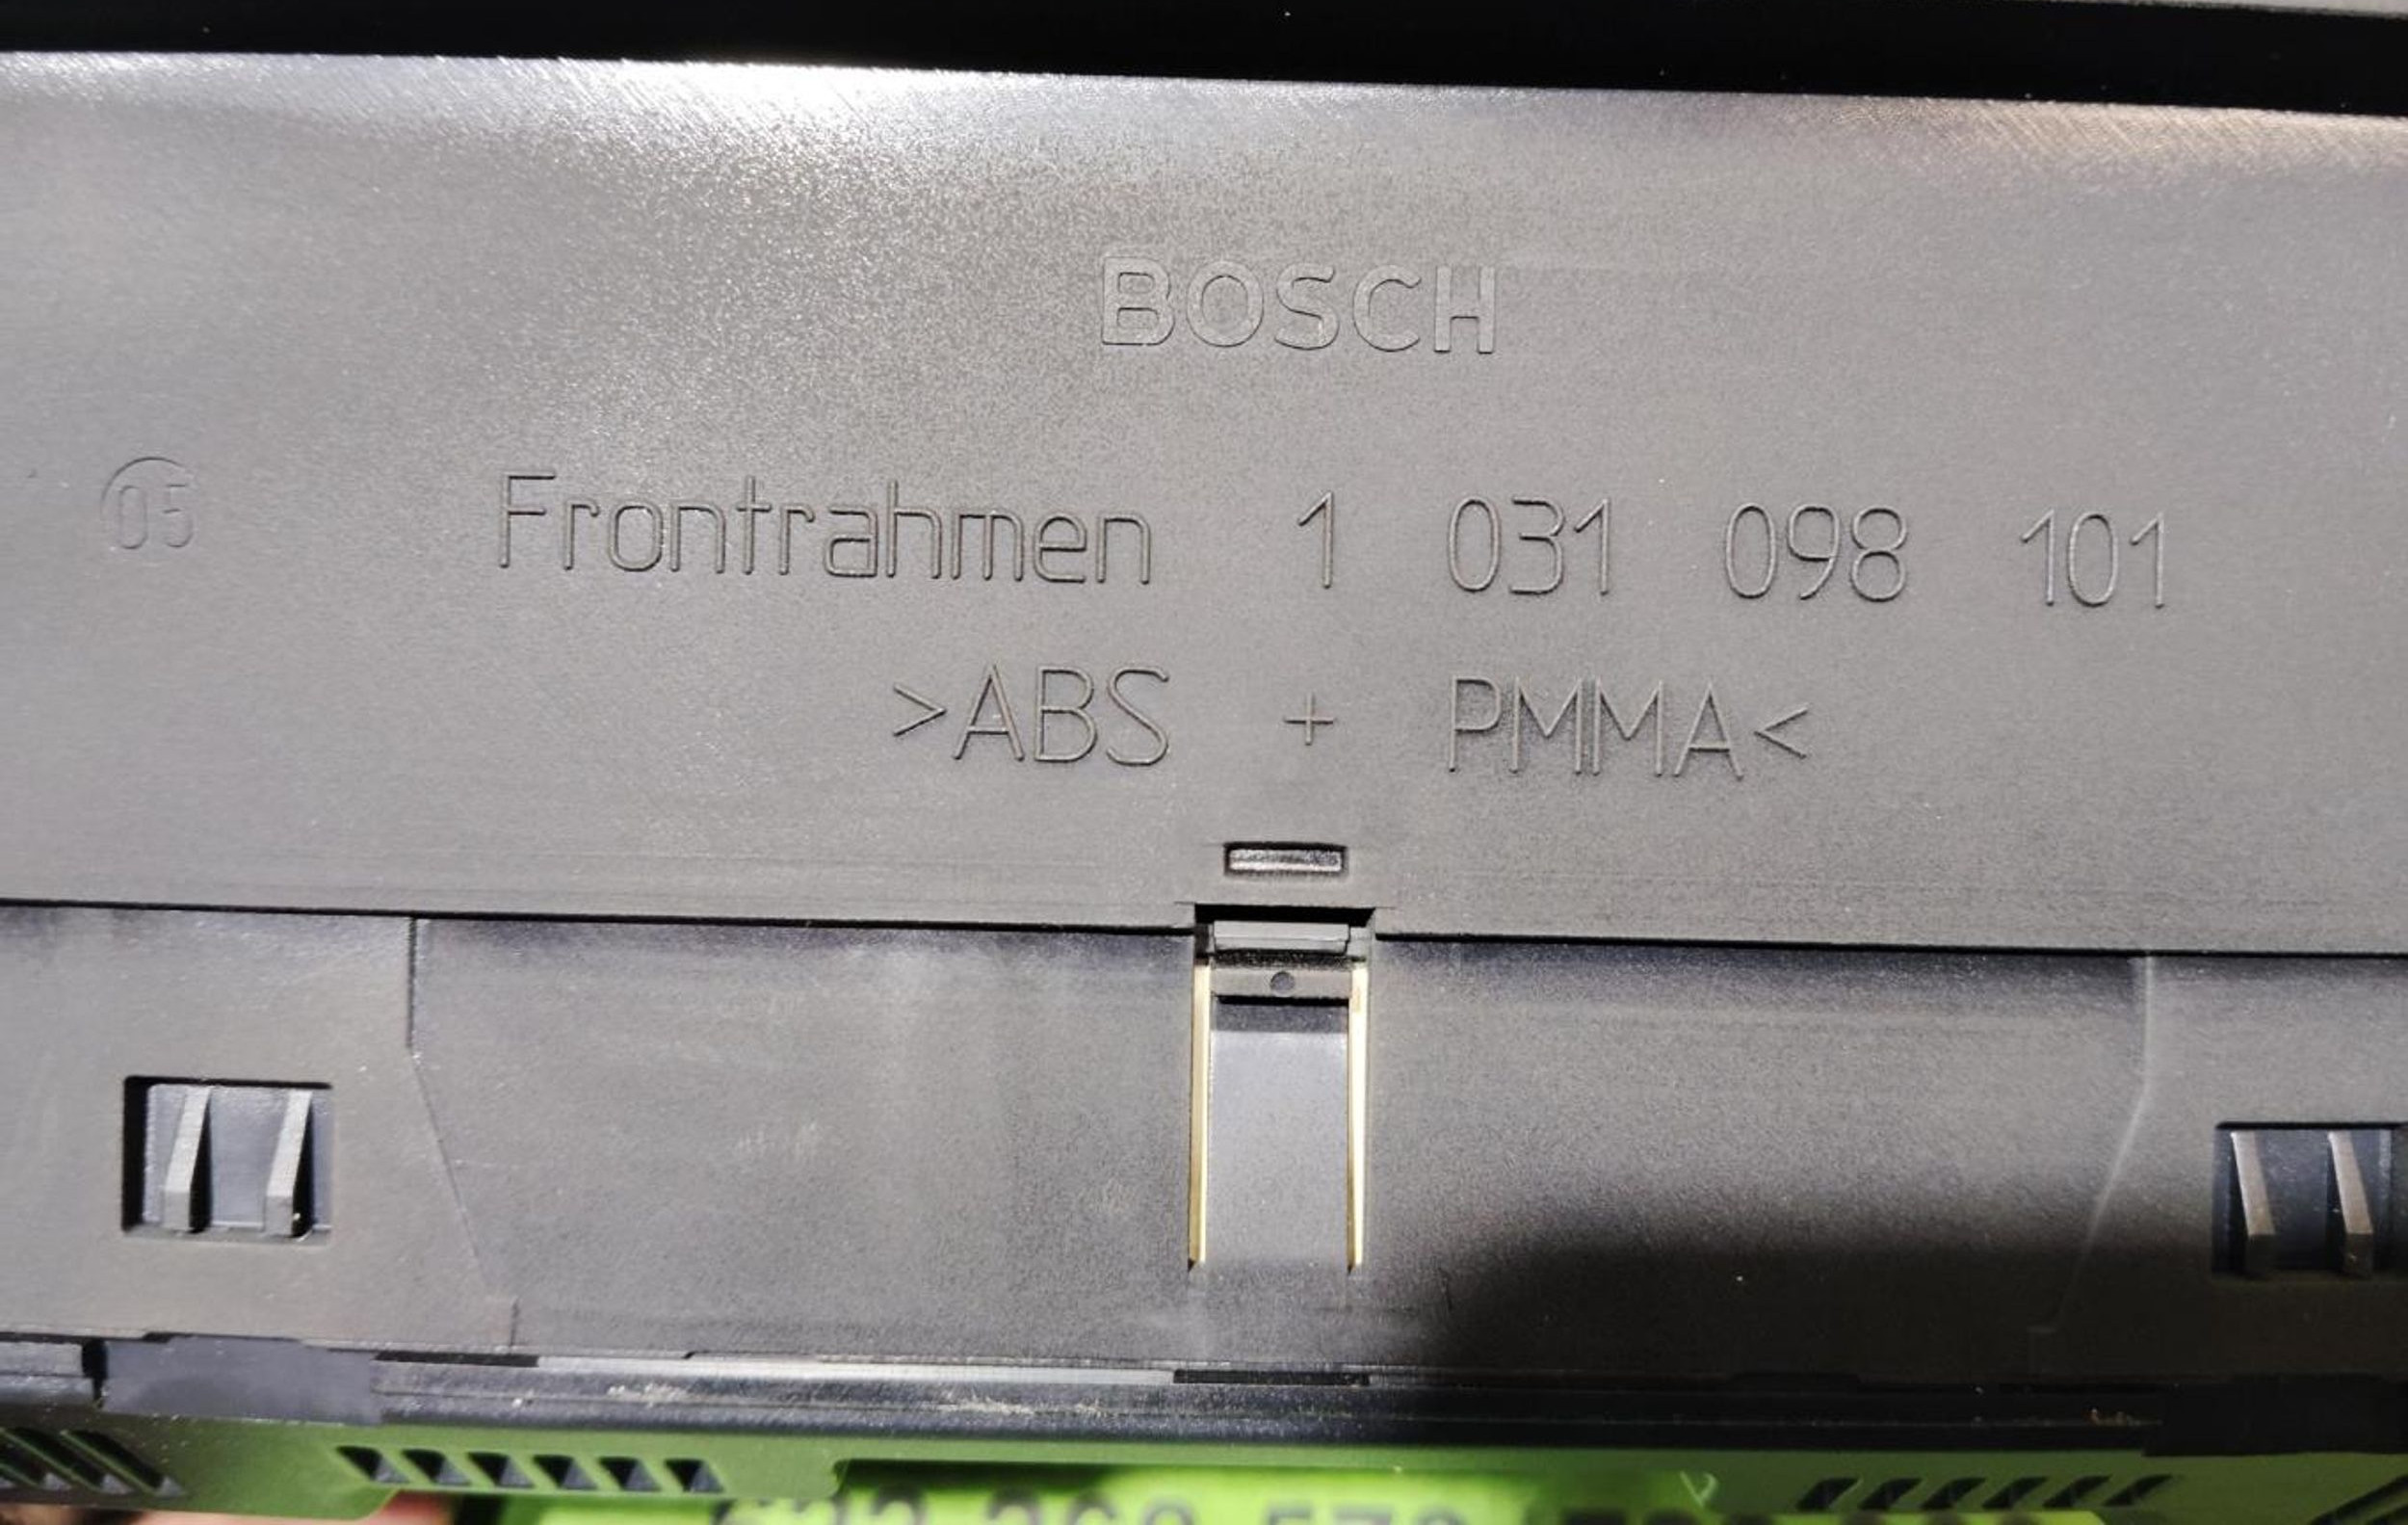 BOSCH
05 Frontrahmen 1 031 098 101
>ABS + PMMA<